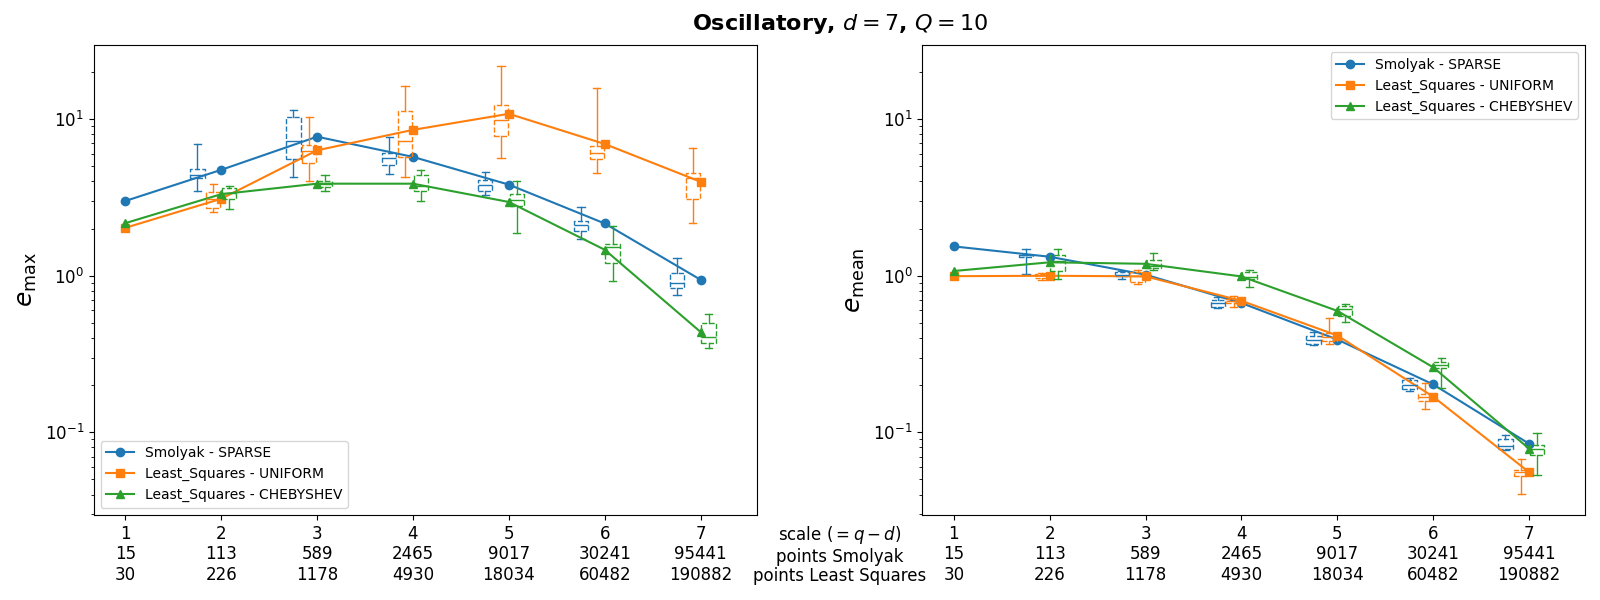 Oscillatory, d = 7, Q = 10
e_max
10¹
10⁰
10⁻¹
Smolyak - SPARSE
Least_Squares - UNIFORM
Least_Squares - CHEBYSHEV
1 2 3 4 5 6 7
15 113 589 2465 9017 30241 95441
30 226 1178 4930 18034 60482 190882
scale (= q − d)
points Smolyak
points Least Squares
e_mean
10¹
10⁰
10⁻¹
Smolyak - SPARSE
Least_Squares - UNIFORM
Least_Squares - CHEBYSHEV
1 2 3 4 5 6 7
15 113 589 2465 9017 30241 95441
30 226 1178 4930 18034 60482 190882